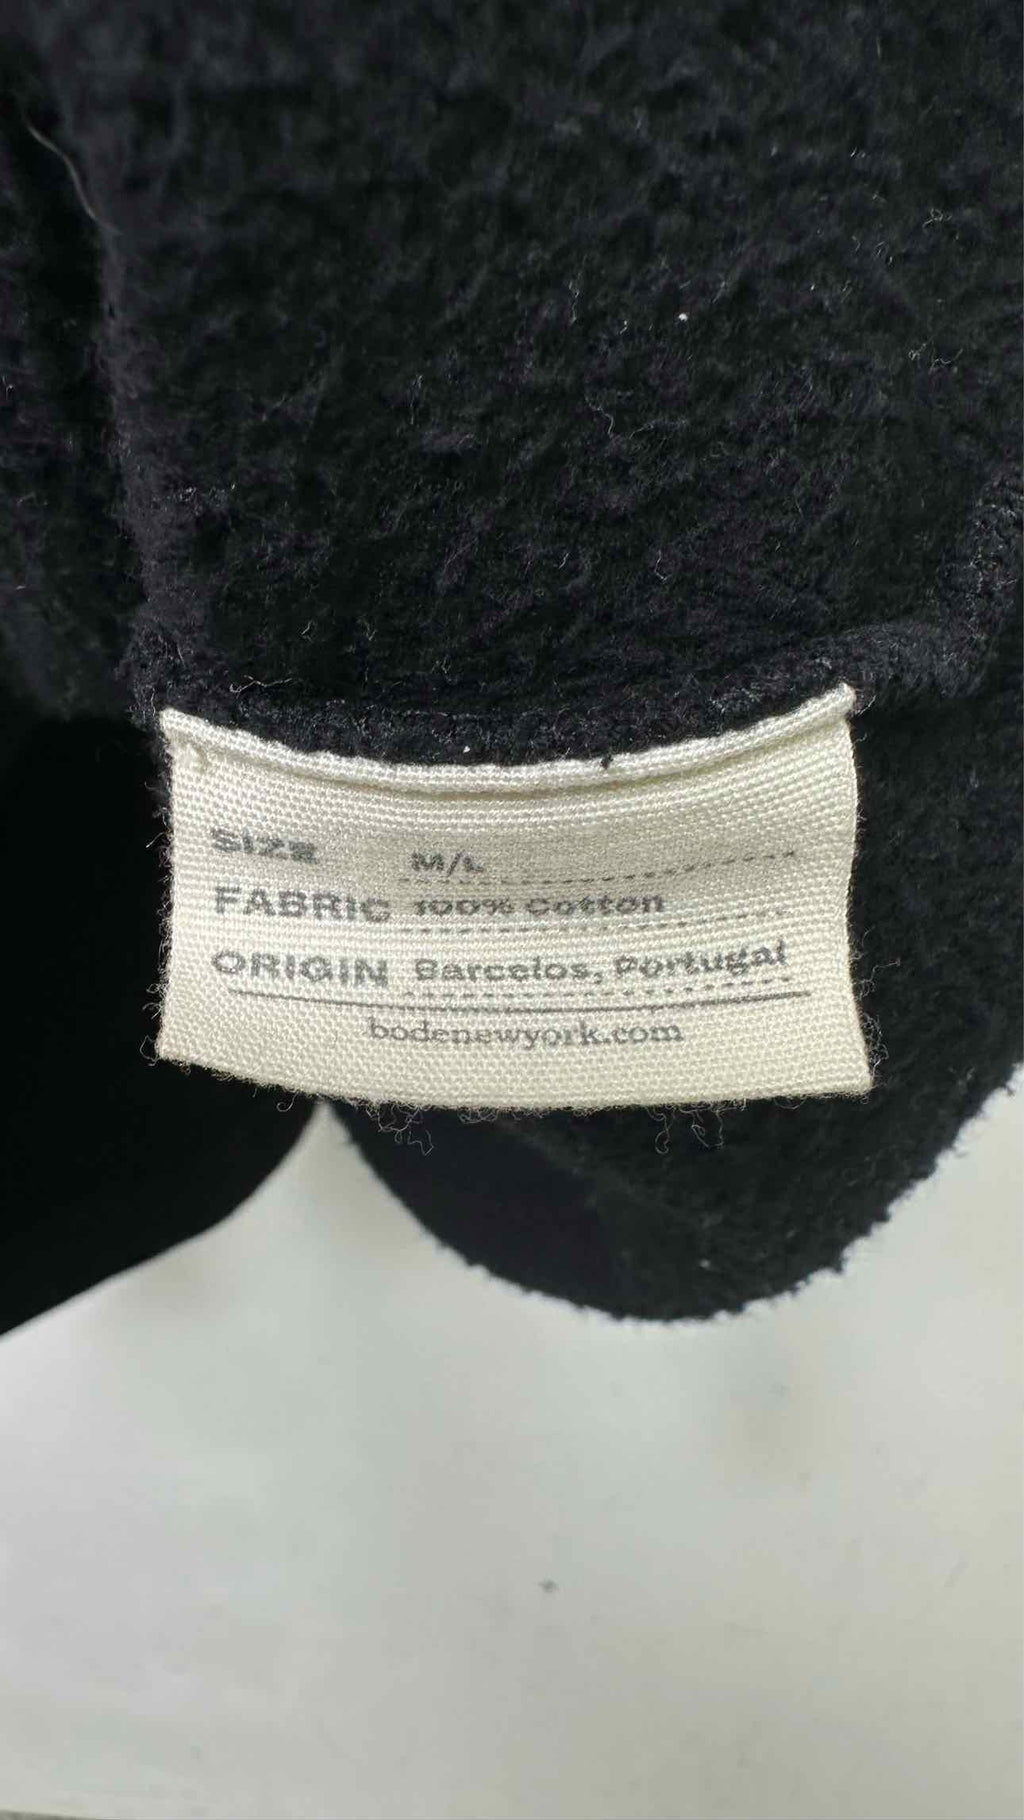 SIZE M/L
FABRIC 100% Cotton
ORIGIN Barcelos, Portugal
bodenewyork.com